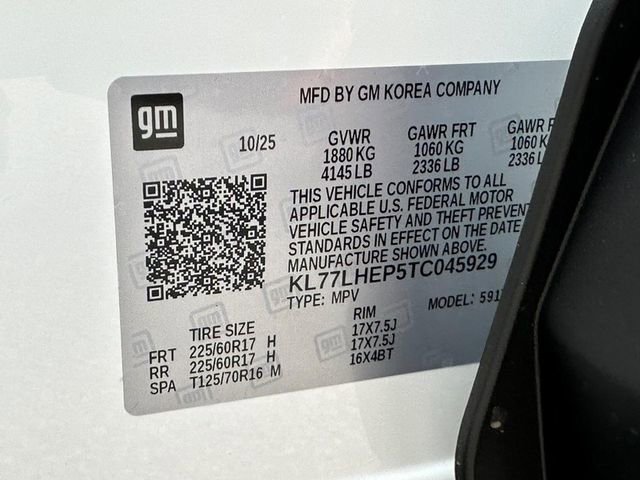 MFD BY GM KOREA COMPANY
gm
10/25 GVWR GAWR FRT GAWR
1880 KG 1060 KG 1060
4145 LB 2336 LB 2336 LB
THIS VEHICLE CONFORMS TO ALL
APPLICABLE U.S. FEDERAL MOTOR
VEHICLE SAFETY AND THEFT PREVENT
STANDARDS IN EFFECT ON THE DATE
MANUFACTURE SHOWN ABOVE.
KL77LHEP5TC045929
TYPE: MPV MODEL: 591
TIRE SIZE RIM
FRT 225/60R17 H 17X7.5J
RR 225/60R17 H 17X7.5J
SPA T125/70R16 M 16X4BT